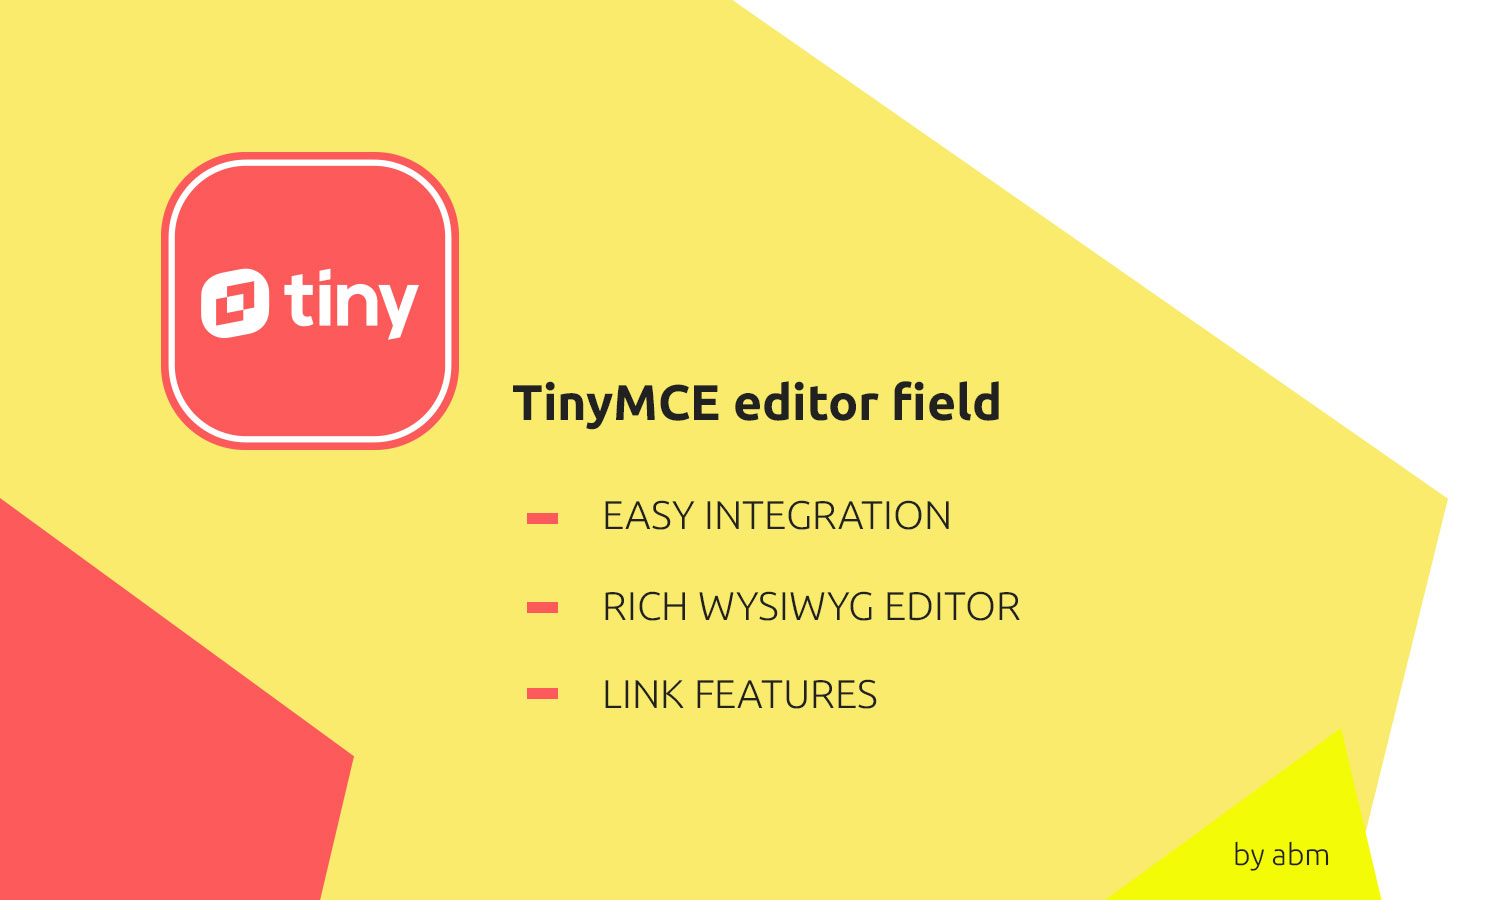 tiny
TinyMCE editor field
EASY INTEGRATION
RICH WYSIWYG EDITOR
LINK FEATURES
by abm